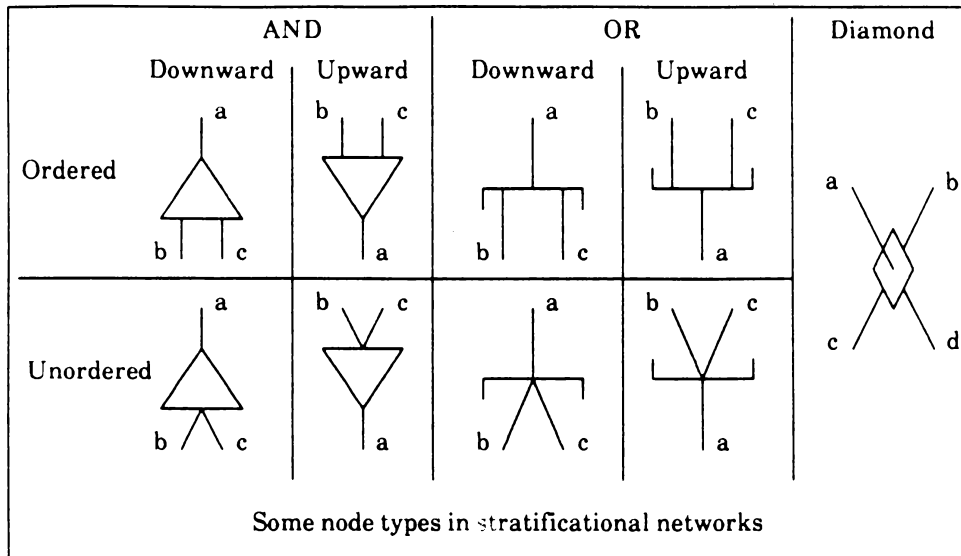 AND OR Diamond
Downward Upward Downward Upward
a b c a b c
Ordered a b
b c a b c a
a b c a b c
Unordered c d
b c a b c a
Some node types in stratificational networks